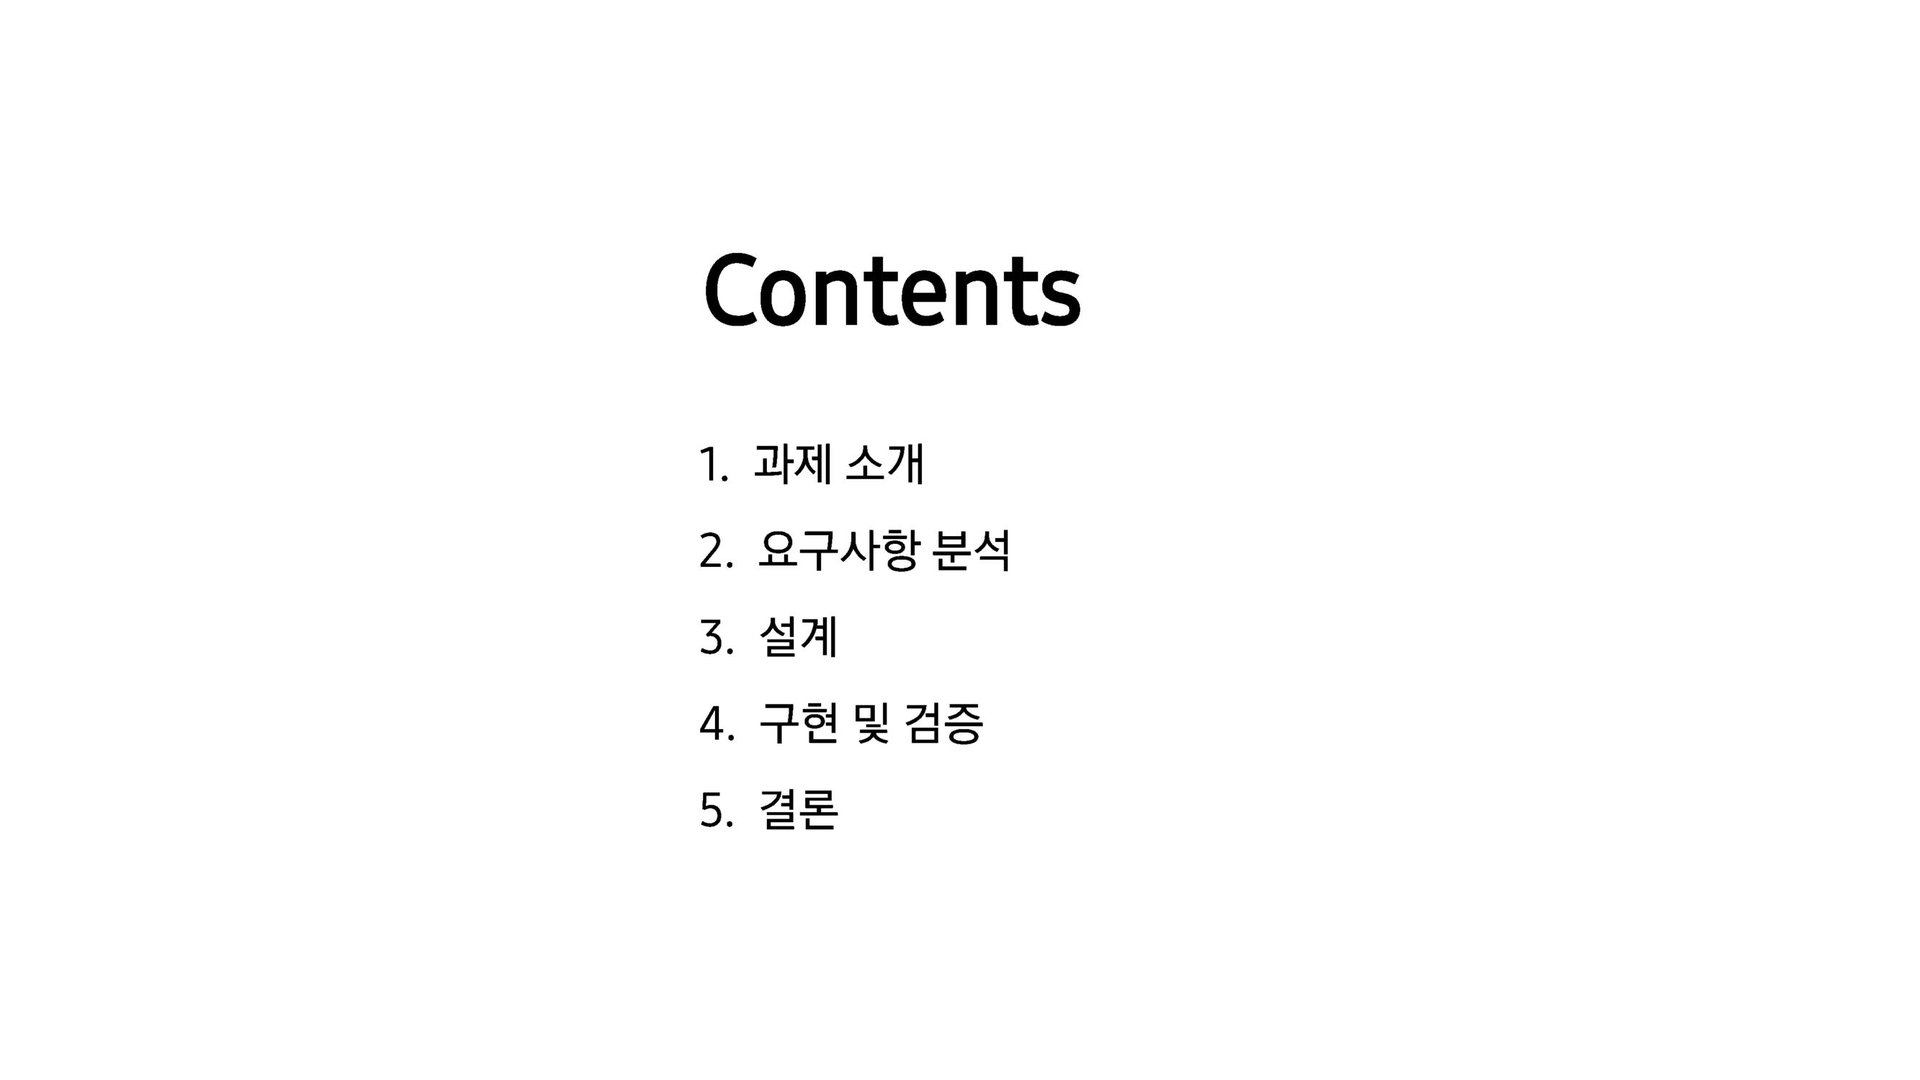 Contents
1. 과제 소개
2. 요구사항 분석
3. 설계
4. 구현 및 검증
5. 결론